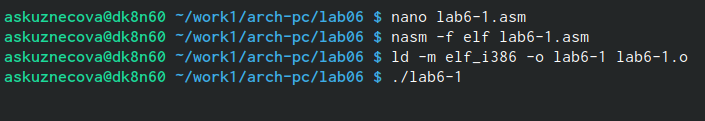 askuznecova@dk8n60 ~/work1/arch-pc/lab06 $ nano lab6-1.asm
askuznecova@dk8n60 ~/work1/arch-pc/lab06 $ nasm -f elf lab6-1.asm
askuznecova@dk8n60 ~/work1/arch-pc/lab06 $ ld -m elf_i386 -o lab6-1 lab6-1.o
askuznecova@dk8n60 ~/work1/arch-pc/lab06 $ ./lab6-1